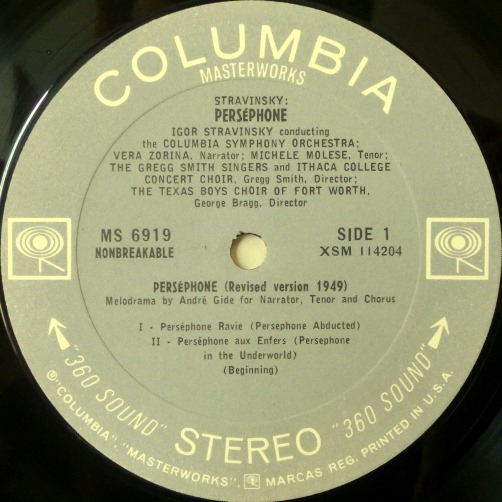 COLUMBIA
MASTERWORKS
STRAVINSKY:
PERSéPHONE
IGOR STRAVINSKY conducting
the COLUMBIA SYMPHONY ORCHESTRA;
VERA ZORINA, Narrator; MICHELE MOLESE, Tenor;
THE GREGG SMITH SINGERS and ITHACA COLLEGE
CONCERT CHOIR, Gregg Smith, Director;
THE TEXAS BOYS CHOIR OF FORT WORTH,
George Bragg, Director
MS 6919
NONBREAKABLE
SIDE 1
XSM 114204
PERSéPHONE (Revised version 1949)
Melodrama by André Gide for Narrator, Tenor and Chorus
I - Perséphone Ravie (Persephone Abducted)
II - Perséphone aux Enfers (Persephone
in the Underworld)
(Beginning)
"360 SOUND" STEREO "360 SOUND"
℗"COLUMBIA", "MASTERWORKS", MARCAS REG. PRINTED IN U.S.A.